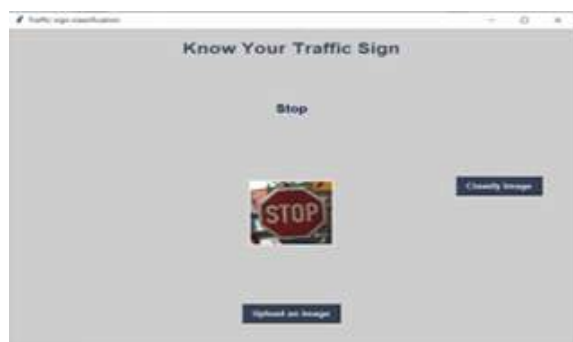 Traffic sign classification
Know Your Traffic Sign
Stop
Classify Image
STOP
Upload an image